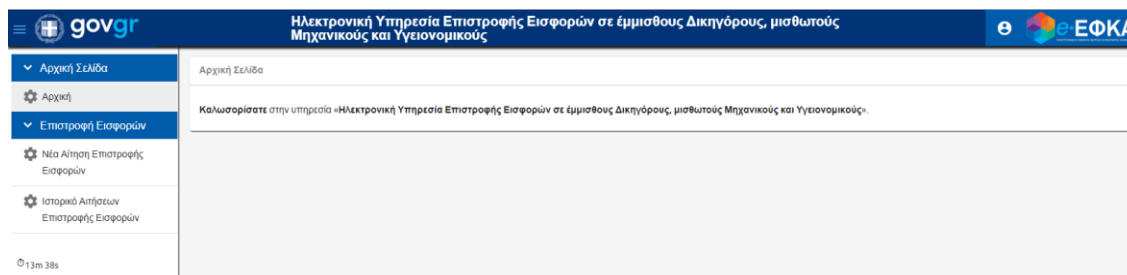 govgr
Ηλεκτρονική Υπηρεσία Επιστροφής Εισφορών σε έμμισθους Δικηγόρους, μισθωτούς
Μηχανικούς και Υγειονομικούς
e-ΕΦΚΑ
Αρχική Σελίδα
Αρχική
Επιστροφή Εισφορών
Νέα Αίτηση Επιστροφής
Εισφορών
Ιστορικό Αιτήσεων
Επιστροφής Εισφορών
13m 38s
Αρχική Σελίδα
Καλωσορίσατε στην υπηρεσία «Ηλεκτρονική Υπηρεσία Επιστροφής Εισφορών σε έμμισθους Δικηγόρους, μισθωτούς Μηχανικούς και Υγειονομικούς».